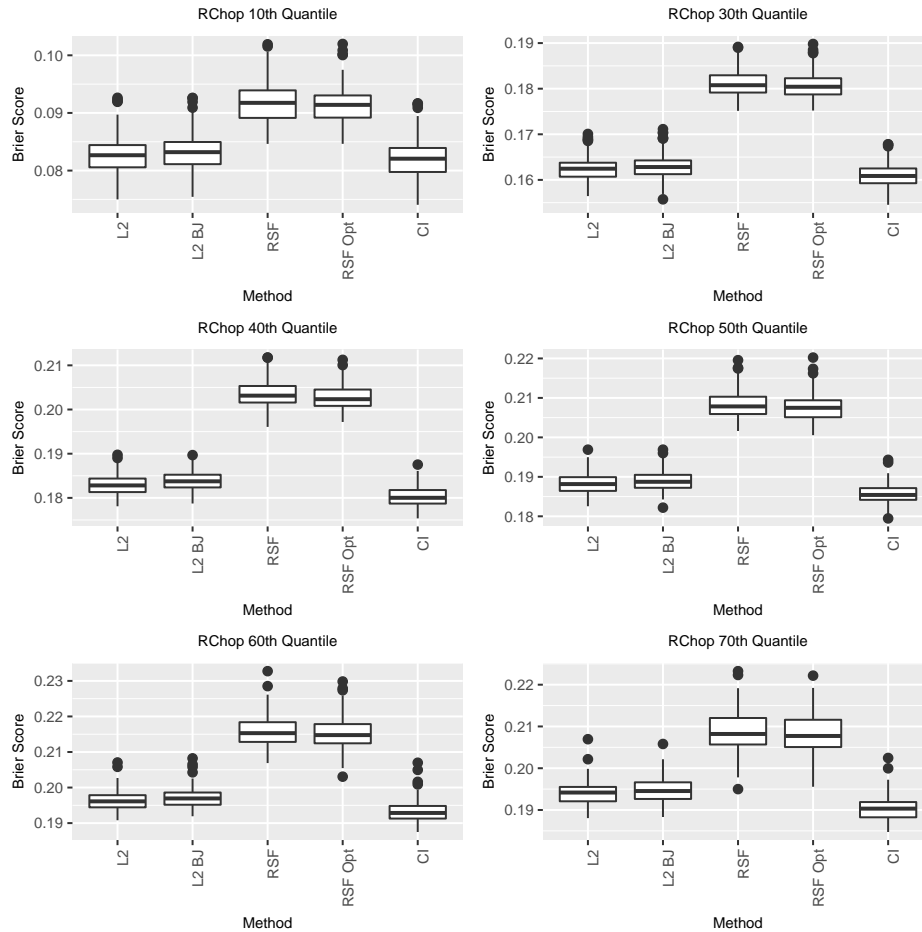 RChop 10th Quantile
Brier Score
0.10
0.09
0.08
L2
L2 BJ
RSF
RSF Opt
CI
Method
RChop 30th Quantile
Brier Score
0.19
0.18
0.17
0.16
L2
L2 BJ
RSF
RSF Opt
CI
Method
RChop 40th Quantile
Brier Score
0.21
0.20
0.19
0.18
L2
L2 BJ
RSF
RSF Opt
CI
Method
RChop 50th Quantile
Brier Score
0.22
0.21
0.20
0.19
0.18
L2
L2 BJ
RSF
RSF Opt
CI
Method
RChop 60th Quantile
Brier Score
0.23
0.22
0.21
0.20
0.19
L2
L2 BJ
RSF
RSF Opt
CI
Method
RChop 70th Quantile
Brier Score
0.22
0.21
0.20
0.19
L2
L2 BJ
RSF
RSF Opt
CI
Method